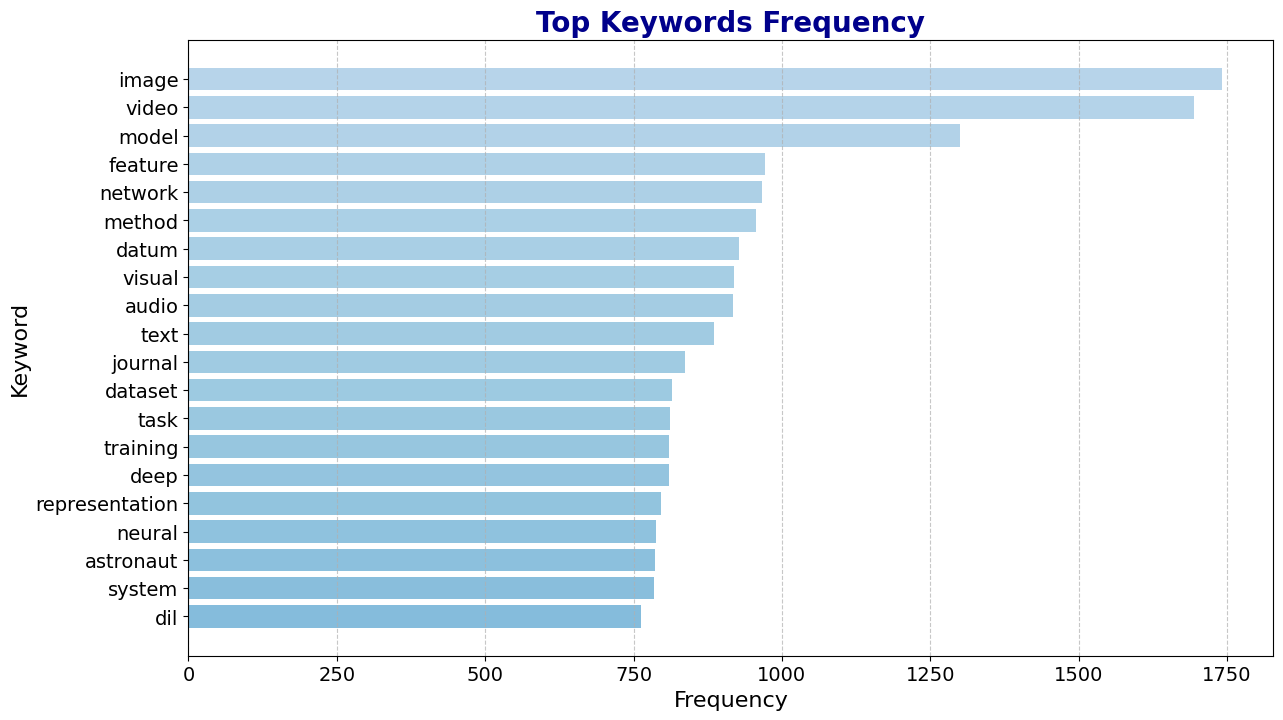 Top Keywords Frequency
Keyword
image
video
model
feature
network
method
datum
visual
audio
text
journal
dataset
task
training
deep
representation
neural
astronaut
system
dil
0 250 500 750 1000 1250 1500 1750
Frequency